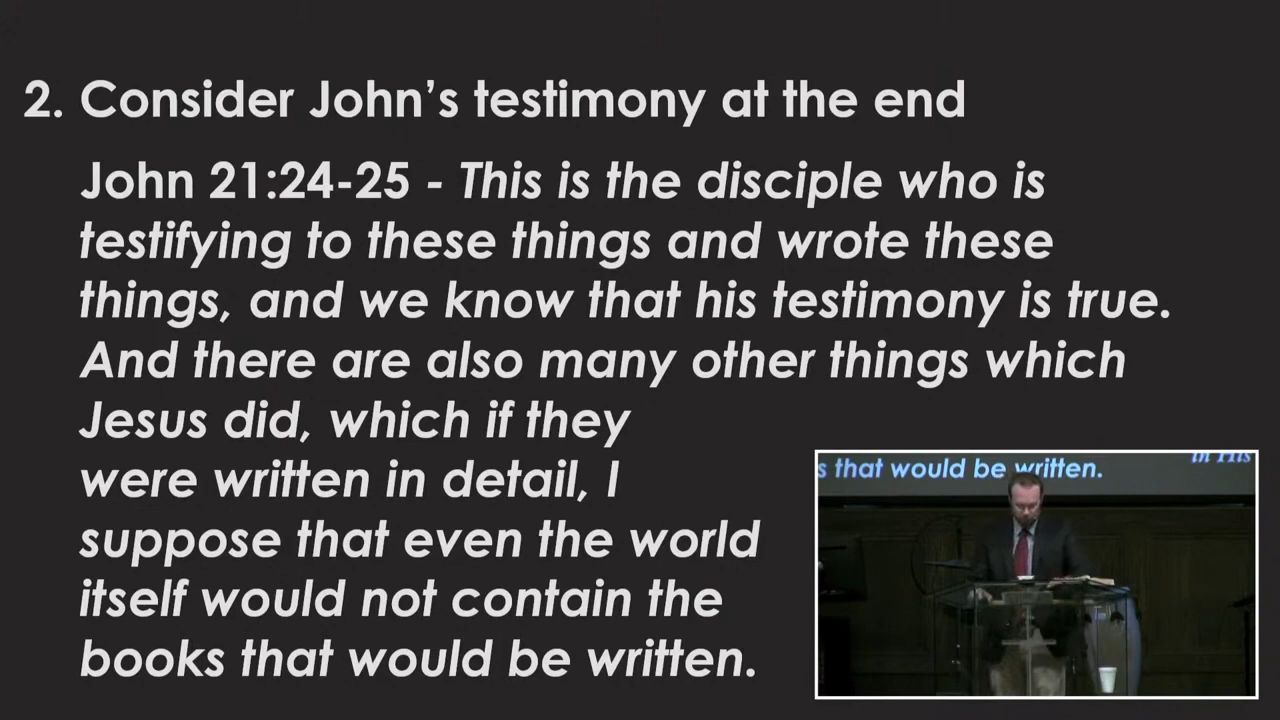 2. Consider John’s testimony at the end
John 21:24-25 - This is the disciple who is
testifying to these things and wrote these
things, and we know that his testimony is true.
And there are also many other things which
Jesus did, which if they
were written in detail, I
suppose that even the world
itself would not contain the
books that would be written.
in His
s that would be written.